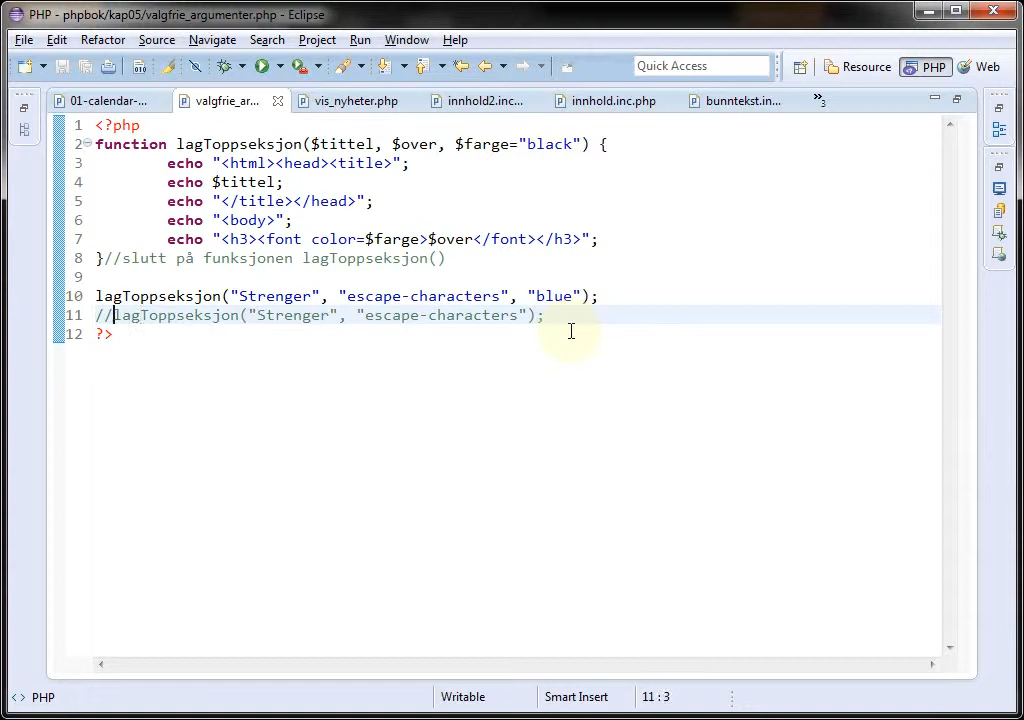 PHP - phpbok/kap05/valgfrie_argumenter.php - Eclipse
File Edit Refactor Source Navigate Search Project Run Window Help
Quick Access Resource PHP Web
01-calendar-... valgfrie_ar... vis_nyheter.php innhold2.inc... innhold.inc.php bunntekst.in... »3
1 <?php
2 function lagToppseksjon($tittel, $over, $farge="black") {
3 echo "<html><head><title>";
4 echo $tittel;
5 echo "</title></head>";
6 echo "<body>";
7 echo "<h3><font color=$farge>$over</font></h3>";
8 }//slutt på funksjonen lagToppseksjon()
9
10 lagToppseksjon("Strenger", "escape-characters", "blue");
11 //lagToppseksjon("Strenger", "escape-characters");
12 ?>
<> PHP Writable Smart Insert 11 : 3